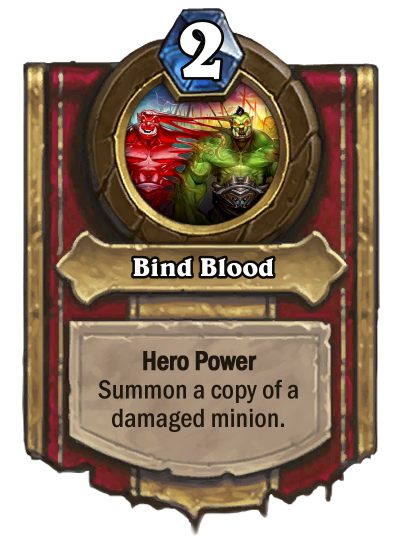 2
Bind Blood
Hero Power
Summon a copy of a
damaged minion.